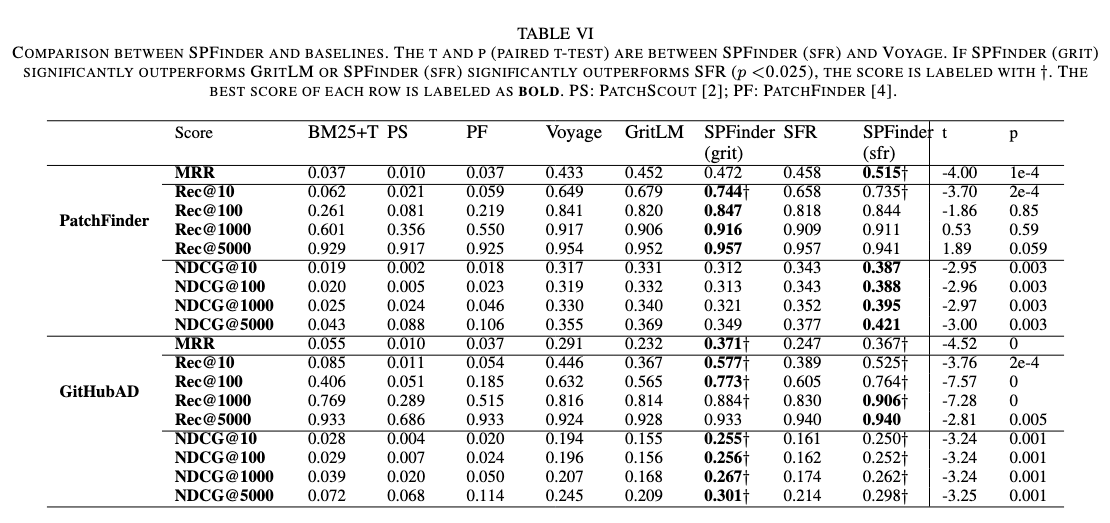 TABLE VI
COMPARISON BETWEEN SPFINDER AND BASELINES. THE T AND P (PAIRED T-TEST) ARE BETWEEN SPFINDER (SFR) AND VOYAGE. IF SPFINDER (GRIT)
SIGNIFICANTLY OUTPERFORMS GRITLM OR SPFINDER (SFR) SIGNIFICANTLY OUTPERFORMS SFR (p <0.025), THE SCORE IS LABELED WITH †. THE
BEST SCORE OF EACH ROW IS LABELED AS BOLD. PS: PATCHSCOUT [2]; PF: PATCHFINDER [4].
Score BM25+T PS PF Voyage GritLM SPFinder SFR SPFinder t p
(grit) (sfr)
MRR 0.037 0.010 0.037 0.433 0.452 0.472 0.458 0.515† -4.00 1e-4
Rec@10 0.062 0.021 0.059 0.649 0.679 0.744† 0.658 0.735† -3.70 2e-4
PatchFinder Rec@100 0.261 0.081 0.219 0.841 0.820 0.847 0.818 0.844 -1.86 0.85
Rec@1000 0.601 0.356 0.550 0.917 0.906 0.916 0.909 0.911 0.53 0.59
Rec@5000 0.929 0.917 0.925 0.954 0.952 0.957 0.957 0.941 1.89 0.059
NDCG@10 0.019 0.002 0.018 0.317 0.331 0.312 0.343 0.387 -2.95 0.003
NDCG@100 0.020 0.005 0.023 0.319 0.332 0.313 0.343 0.388 -2.96 0.003
NDCG@1000 0.025 0.024 0.046 0.330 0.340 0.321 0.352 0.395 -2.97 0.003
NDCG@5000 0.043 0.088 0.106 0.355 0.369 0.349 0.377 0.421 -3.00 0.003
MRR 0.055 0.010 0.037 0.291 0.232 0.371† 0.247 0.367† -4.52 0
Rec@10 0.085 0.011 0.054 0.446 0.367 0.577† 0.389 0.525† -3.76 2e-4
GitHubAD Rec@100 0.406 0.051 0.185 0.632 0.565 0.773† 0.605 0.764† -7.57 0
Rec@1000 0.769 0.289 0.515 0.816 0.814 0.884† 0.830 0.906† -7.28 0
Rec@5000 0.933 0.686 0.933 0.924 0.928 0.933 0.940 0.940 -2.81 0.005
NDCG@10 0.028 0.004 0.020 0.194 0.155 0.255† 0.161 0.250† -3.24 0.001
NDCG@100 0.029 0.007 0.024 0.196 0.156 0.256† 0.162 0.252† -3.24 0.001
NDCG@1000 0.039 0.020 0.050 0.207 0.168 0.267† 0.174 0.262† -3.24 0.001
NDCG@5000 0.072 0.068 0.114 0.245 0.209 0.301† 0.214 0.298† -3.25 0.001